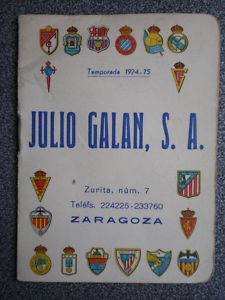 Temporada 1974-75
JULIO GALAN, S. A.
Zurita, núm. 7
Teléfs. 224225-233760
ZARAGOZA